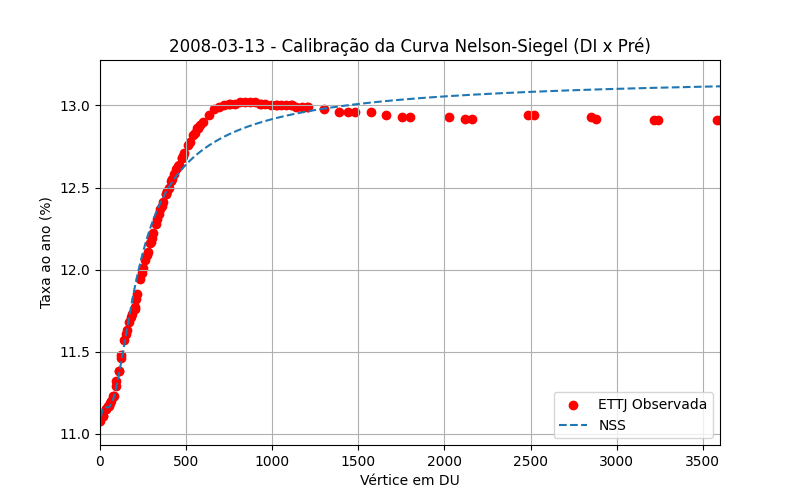 2008-03-13 - Calibração da Curva Nelson-Siegel (DI x Pré)
Taxa ao ano (%)
13.0
12.5
12.0
11.5
11.0
0 500 1000 1500 2000 2500 3000 3500
Vértice em DU
ETTJ Observada
NSS